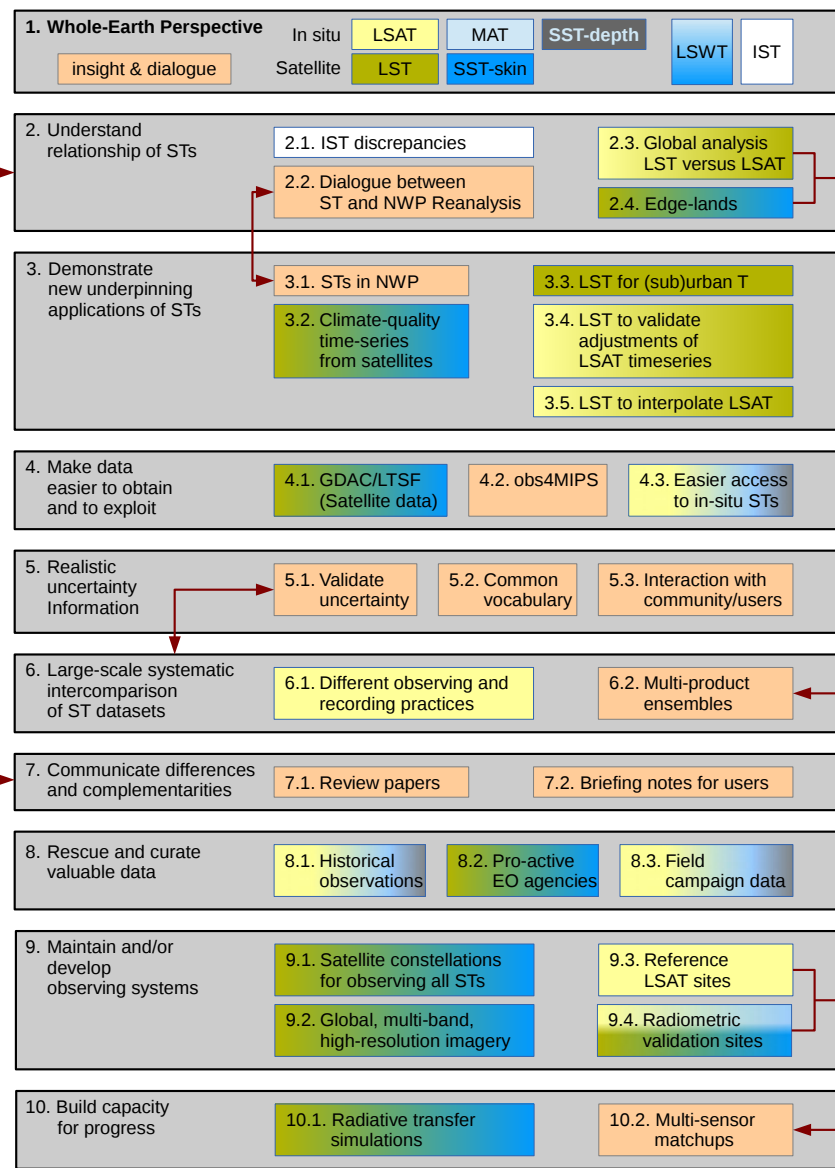 1. Whole-Earth Perspective
In situ
LSAT
MAT
SST-depth
LSWT
IST
insight & dialogue
Satellite
LST
SST-skin
2. Understand
relationship of STs
2.1. IST discrepancies
2.2. Dialogue between
ST and NWP Reanalysis
2.3. Global analysis
LST versus LSAT
2.4. Edge-lands
3. Demonstrate
new underpinning
applications of STs
3.1. STs in NWP
3.2. Climate-quality
time-series
from satellites
3.3. LST for (sub)urban T
3.4. LST to validate
adjustments of
LSAT timeseries
3.5. LST to interpolate LSAT
4. Make data
easier to obtain
and to exploit
4.1. GDAC/LTSF
(Satellite data)
4.2. obs4MIPS
4.3. Easier access
to in-situ STs
5. Realistic
uncertainty
Information
5.1. Validate
uncertainty
5.2. Common
vocabulary
5.3. Interaction with
community/users
6. Large-scale systematic
intercomparison
of ST datasets
6.1. Different observing and
recording practices
6.2. Multi-product
ensembles
7. Communicate differences
and complementarities
7.1. Review papers
7.2. Briefing notes for users
8. Rescue and curate
valuable data
8.1. Historical
observations
8.2. Pro-active
EO agencies
8.3. Field
campaign data
9. Maintain and/or
develop
observing systems
9.1. Satellite constellations
for observing all STs
9.2. Global, multi-band,
high-resolution imagery
9.3. Reference
LSAT sites
9.4. Radiometric
validation sites
10. Build capacity
for progress
10.1. Radiative transfer
simulations
10.2. Multi-sensor
matchups